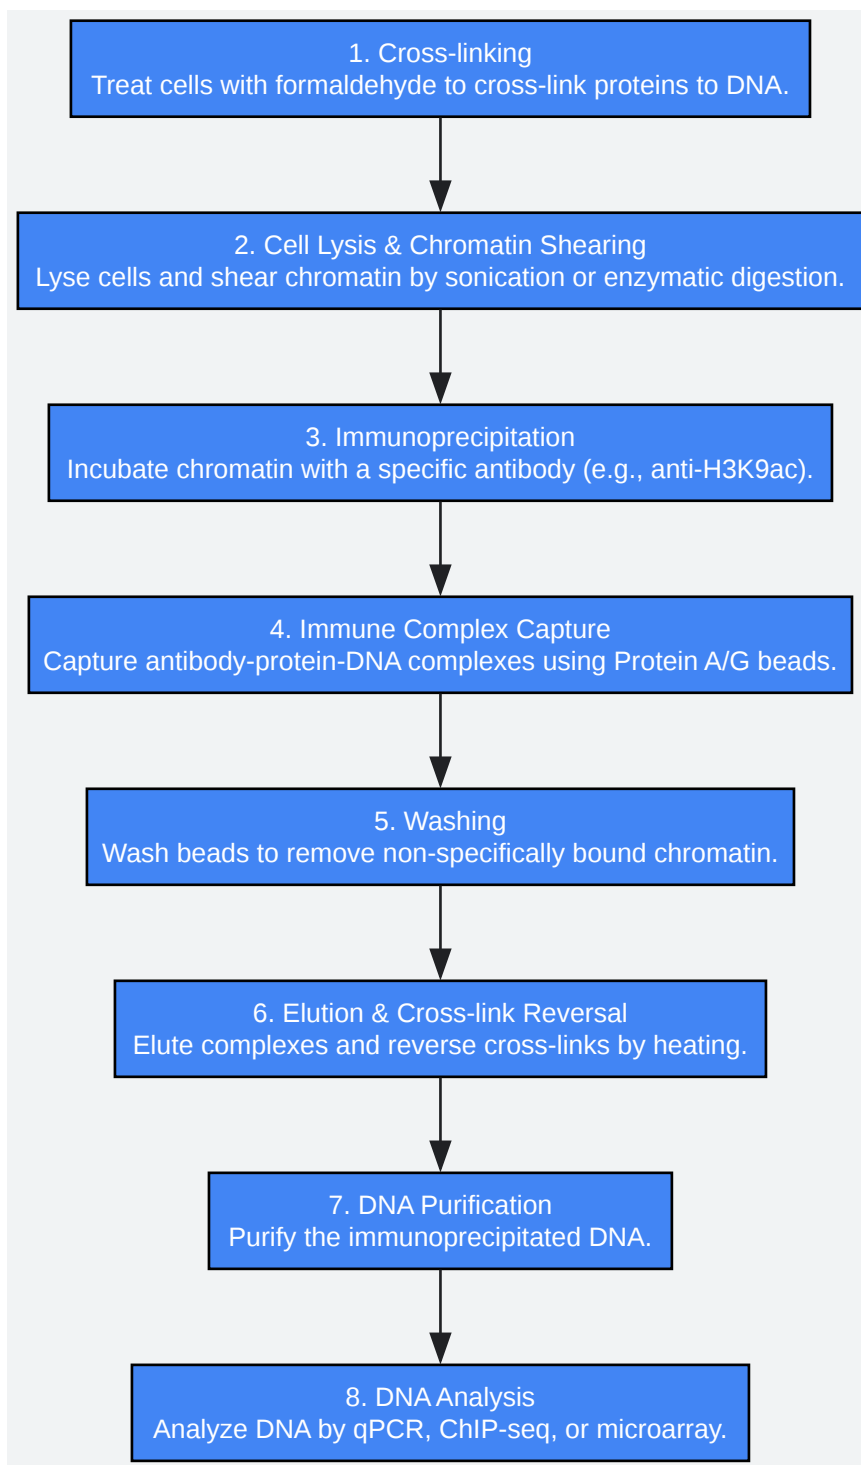 1. Cross-linking
Treat cells with formaldehyde to cross-link proteins to DNA.
2. Cell Lysis & Chromatin Shearing
Lyse cells and shear chromatin by sonication or enzymatic digestion.
3. Immunoprecipitation
Incubate chromatin with a specific antibody (e.g., anti-H3K9ac).
4. Immune Complex Capture
Capture antibody-protein-DNA complexes using Protein A/G beads.
5. Washing
Wash beads to remove non-specifically bound chromatin.
6. Elution & Cross-link Reversal
Elute complexes and reverse cross-links by heating.
7. DNA Purification
Purify the immunoprecipitated DNA.
8. DNA Analysis
Analyze DNA by qPCR, ChIP-seq, or microarray.